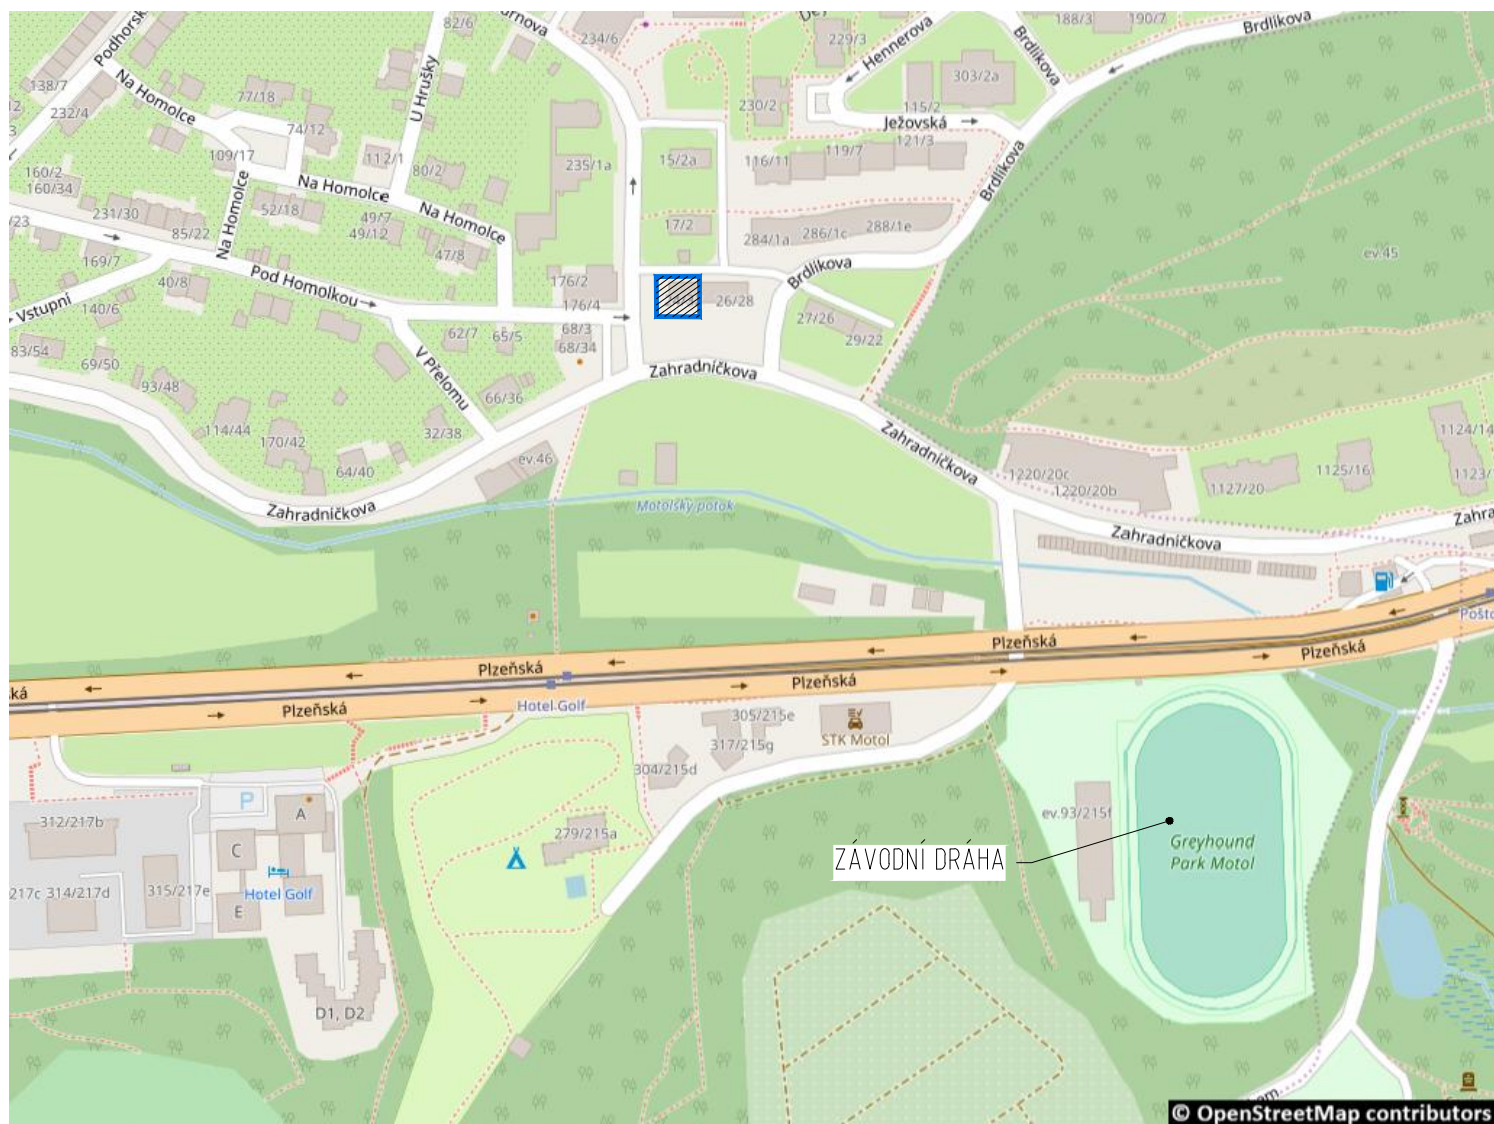 82/6
234/6
229/3
188/3
190/7
Brdlíkova
Podhorsk
Hennerova
Brdlíkova
138/7
Na Homolce
77/18
U Hrušky
303/2a
232/4
230/2
115/2
74/12
Ježovská
109/17
112/1
235/1a
15/2a
116/11
119/7
121/3
160/2
160/34
80/2
Na Homolce
Brdlíkova
231/30
52/18
49/7
49/12
Na Homolce
/23
85/22
Na Homolce
17/2
284/1a
286/1c
288/1e
ev.45
169/7
47/8
Pod Homolkou
40/8
176/2
Brdlíkova
Vstupní
140/6
176/4
26/28
27/26
83/54
62/7
65/5
68/3
68/34
29/22
69/50
V Přelomu
Zahradníčkova
93/48
66/36
114/44
170/42
32/38
Zahradníčkova
1124/14
64/40
ev.46
1220/20c
1220/20b
1127/20
1125/16
1123/
Zahradníčkova
Motolský potok
Zahra
Zahradníčkova
Pošto
Plzeňská
Plzeňská
Plzeňská
Plzeňská
ká
Plzeňská
Hotel Golf
305/215e
317/215g
STK Motol
304/215d
P
A
312/217b
279/215a
ev.93/215f
C
Greyhound
Park Motol
ZÁVODNÍ DRÁHA
217c
314/217d
315/217e
Hotel Golf
E
D1, D2
© OpenStreetMap contributors